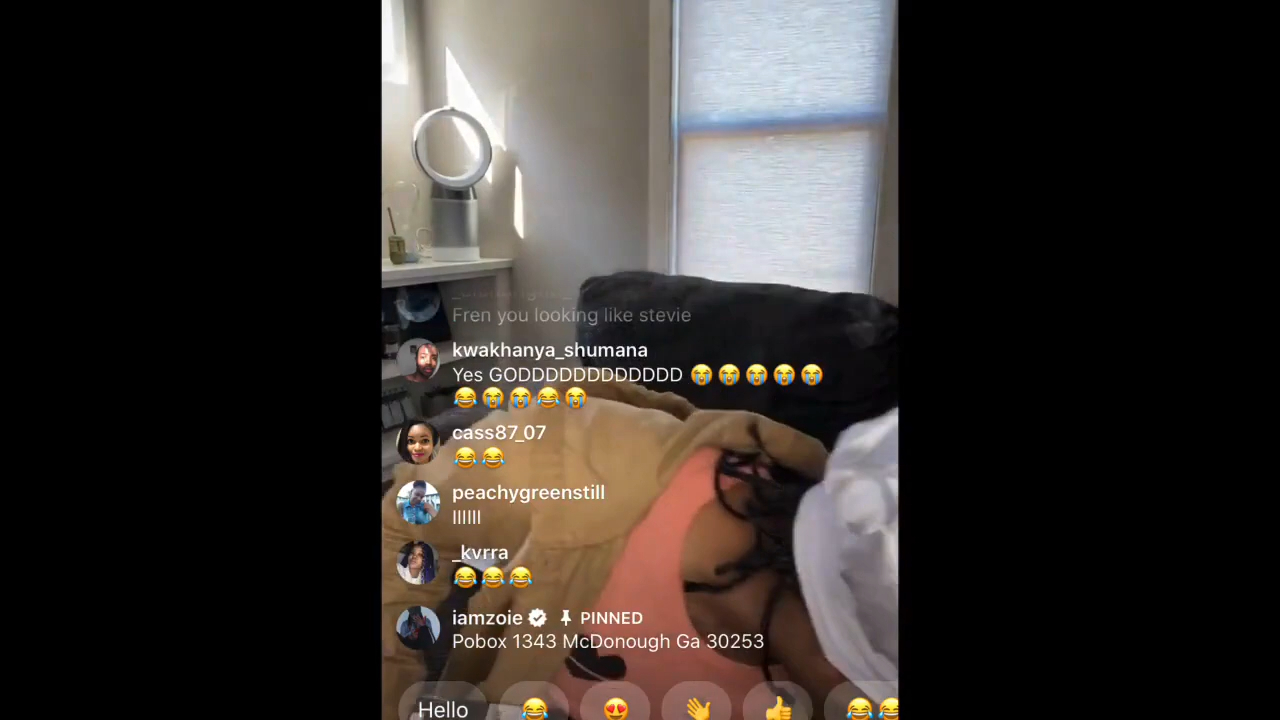 Fren you looking like stevie
kwakhanya_shumana
Yes GODDDDDDDDDDDDD 😭😭😭😭😭
😂😭😭😂😭
cass87_07
😂😂
peachygreenstill
llllll
_kvrra
😂😂😂
iamzoie PINNED
Pobox 1343 McDonough Ga 30253
Hello 😂 😍 👋 👍 😂😂